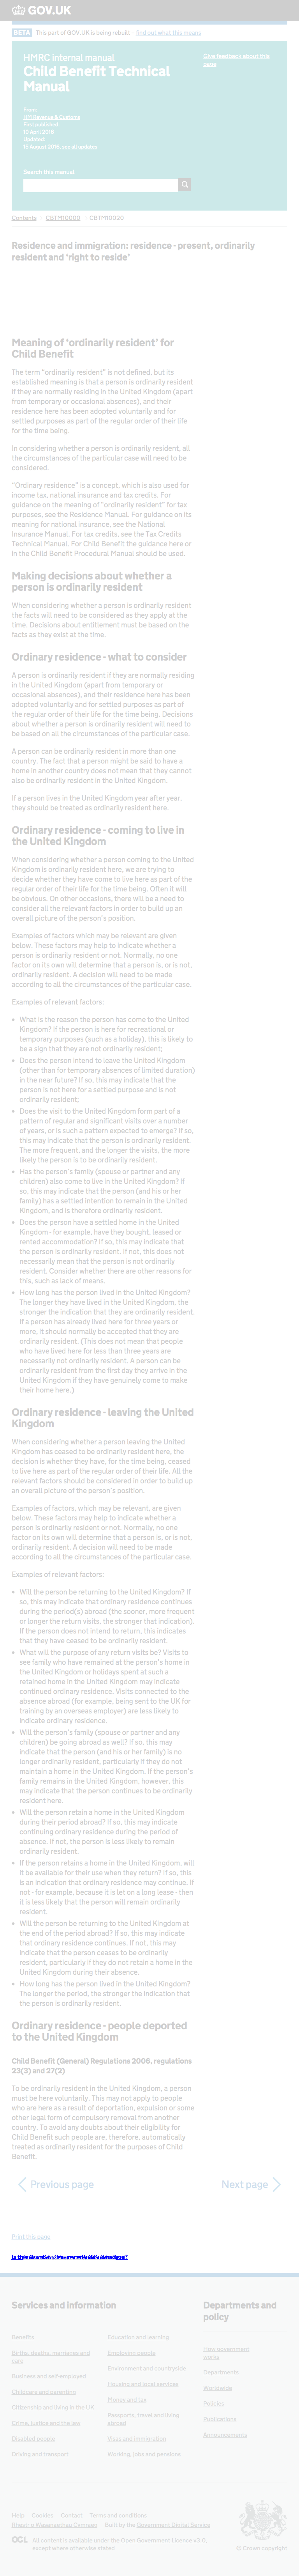 GOV.UK
BETA This part of GOV.UK is being rebuilt – find out what this means
HMRC internal manual
Child Benefit Technical
Manual
Give feedback about this
page
From:
HM Revenue & Customs
First published:
Updated:
see all updates
Search this manual
Contents
Residence and immigration: residence - present, ordinarily
resident and ‘right to reside’
Meaning of ‘ordinarily resident’ for
Child Benefit
The term “ordinarily resident” is not defined, but its
established meaning is that a person is ordinarily resident
if they are normally residing in the United Kingdom (apart
from temporary or occasional absences), and their
residence here has been adopted voluntarily and for
settled purposes as part of the regular order of their life
for the time being.
In considering whether a person is ordinarily resident, all
the circumstances of the particular case will need to be
considered.
“Ordinary residence” is a concept, which is also used for
income tax, national insurance and tax credits. For
guidance on the meaning of “ordinarily resident” for tax
purposes, see the Residence Manual. For guidance on its
meaning for national insurance, see the National
Insurance Manual. For tax credits, see the Tax Credits
Technical Manual. For Child Benefit the guidance here or
in the Child Benefit Procedural Manual should be used.
Making decisions about whether a
person is ordinarily resident
When considering whether a person is ordinarily resident
the facts will need to be considered as they apply at the
time. Decisions about entitlement must be based on the
facts as they exist at the time.
Ordinary residence - what to consider
A person is ordinarily resident if they are normally residing
in the United Kingdom (apart from temporary or
occasional absences), and their residence here has been
adopted voluntarily and for settled purposes as part of
the regular order of their life for the time being. Decisions
about whether a person is ordinarily resident will need to
be based on all the circumstances of the particular case.
A person can be ordinarily resident in more than one
country. The fact that a person might be said to have a
home in another country does not mean that they cannot
be ordinarily resident in the United Kingdom.
If a person lives in the United Kingdom year after year,
they should be treated as ordinarily resident here.
Ordinary residence - coming to live in
the United Kingdom
When considering whether a person coming to the United
Kingdom is ordinarily resident here, we are trying to
decide whether they have come to live here as part of the
regular order of their life for the time being. Often it will
be obvious. On other occasions, there will be a need to
consider all the relevant factors in order to build up an
overall picture of the person’s position.
Examples of factors which may be relevant are given
below. These factors may help to indicate whether a
person is ordinarily resident or not. Normally, no one
factor on its own will determine that a person is, or is not,
ordinarily resident. A decision will need to be made
according to all the circumstances of the particular case.
Examples of relevant factors:
• What is the reason the person has come to the United
Kingdom? If the person is here for recreational or
temporary purposes (such as a holiday), this is likely to
be a sign that they are not ordinarily resident;
• Does the person intend to leave the United Kingdom
(other than for temporary absences of limited duration)
in the near future? If so, this may indicate that the
person is not here for a settled purpose and is not
ordinarily resident;
• Does the visit to the United Kingdom form part of a
pattern of regular and significant visits over a number
of years, or is such a pattern expected to emerge? If so,
this may indicate that the person is ordinarily resident.
The more frequent, and the longer the visits, the more
likely the person is to be ordinarily resident.
• Has the person’s family (spouse or partner and any
children) also come to live in the United Kingdom? If
so, this may indicate that the person (and his or her
family) has a settled intention to remain in the United
Kingdom, and is therefore ordinarily resident.
• Does the person have a settled home in the United
Kingdom - for example, have they bought, leased or
rented accommodation? If so, this may indicate that
the person is ordinarily resident. If not, this does not
necessarily mean that the person is not ordinarily
resident. Consider whether there are other reasons for
this, such as lack of means.
• How long has the person lived in the United Kingdom?
The longer they have lived in the United Kingdom, the
stronger the indication that they are ordinarily resident.
If a person has already lived here for three years or
more, it should normally be accepted that they are
ordinarily resident. (This does not mean that people
who have lived here for less than three years are
necessarily not ordinarily resident. A person can be
ordinarily resident from the first day they arrive in the
United Kingdom if they have genuinely come to make
their home here.)
Ordinary residence - leaving the United
Kingdom
When considering whether a person leaving the United
Kingdom has ceased to be ordinarily resident here, the
decision is whether they have, for the time being, ceased
to live here as part of the regular order of their life. All the
relevant factors should be considered in order to build up
an overall picture of the person’s position.
Examples of factors, which may be relevant, are given
below. These factors may help to indicate whether a
person is ordinarily resident or not. Normally, no one
factor on its own will determine that a person is, or is not,
ordinarily resident. A decision will need to be made
according to all the circumstances of the particular case.
Examples of relevant factors:
• Will the person be returning to the United Kingdom? If
so, this may indicate that ordinary residence continues
during the period(s) abroad (the sooner, more frequent
or longer the return visits, the stronger that indication).
If the person does not intend to return, this indicates
that they have ceased to be ordinarily resident.
• What will the purpose of any return visits be? Visits to
see family who have remained at the person’s home in
the United Kingdom or holidays spent at such a
retained home in the United Kingdom may indicate
continued ordinary residence. Visits connected to the
absence abroad (for example, being sent to the UK for
training by an overseas employer) are less likely to
indicate ordinary residence.
• Will the person’s family (spouse or partner and any
children) be going abroad as well? If so, this may
indicate that the person (and his or her family) is no
longer ordinarily resident, particularly if they do not
maintain a home in the United Kingdom. If the person’s
family remains in the United Kingdom, however, this
may indicate that the person continues to be ordinarily
resident here.
• Will the person retain a home in the United Kingdom
during their period abroad? If so, this may indicate
continuing ordinary residence during the period of
absence. If not, the person is less likely to remain
ordinarily resident.
• If the person retains a home in the United Kingdom, will
it be available for their use when they return? If so, this
is an indication that ordinary residence may continue. If
not - for example, because it is let on a long lease - then
it is less likely that the person will remain ordinarily
resident.
• Will the person be returning to the United Kingdom at
the end of the period abroad? If so, this may indicate
that ordinary residence continues. If not, this may
indicate that the person ceases to be ordinarily
resident, particularly if they do not retain a home in the
United Kingdom during their absence.
• How long has the person lived in the United Kingdom?
The longer the period, the stronger the indication that
the person is ordinarily resident.
Ordinary residence - people deported
to the United Kingdom
Child Benefit (General) Regulations 2006, regulations
23(3) and 27(2)
To be ordinarily resident in the United Kingdom, a person
must be here voluntarily. This may not apply to people
who are here as a result of deportation, expulsion or some
other legal form of compulsory removal from another
country. To avoid any doubts about their eligibility for
Child Benefit such people are, therefore, automatically
treated as ordinarily resident for the purposes of Child
Benefit.
Previous page
Next page
Print this page
Services and information
Benefits
Births, deaths, marriages and
care
Business and self-employed
Childcare and parenting
Citizenship and living in the UK
Crime, justice and the law
Disabled people
Driving and transport
Education and learning
Employing people
Environment and countryside
Housing and local services
Money and tax
Passports, travel and living
abroad
Visas and immigration
Working, jobs and pensions
Departments and
policy
How government
works
Departments
Worldwide
Policies
Publications
Announcements
Help Cookies Contact Terms and conditions
Rhestr o Wasanaethau Cymraeg Built by the Government Digital Service
OGL All content is available under the Open Government Licence v3.0,
except where otherwise stated
© Crown copyright